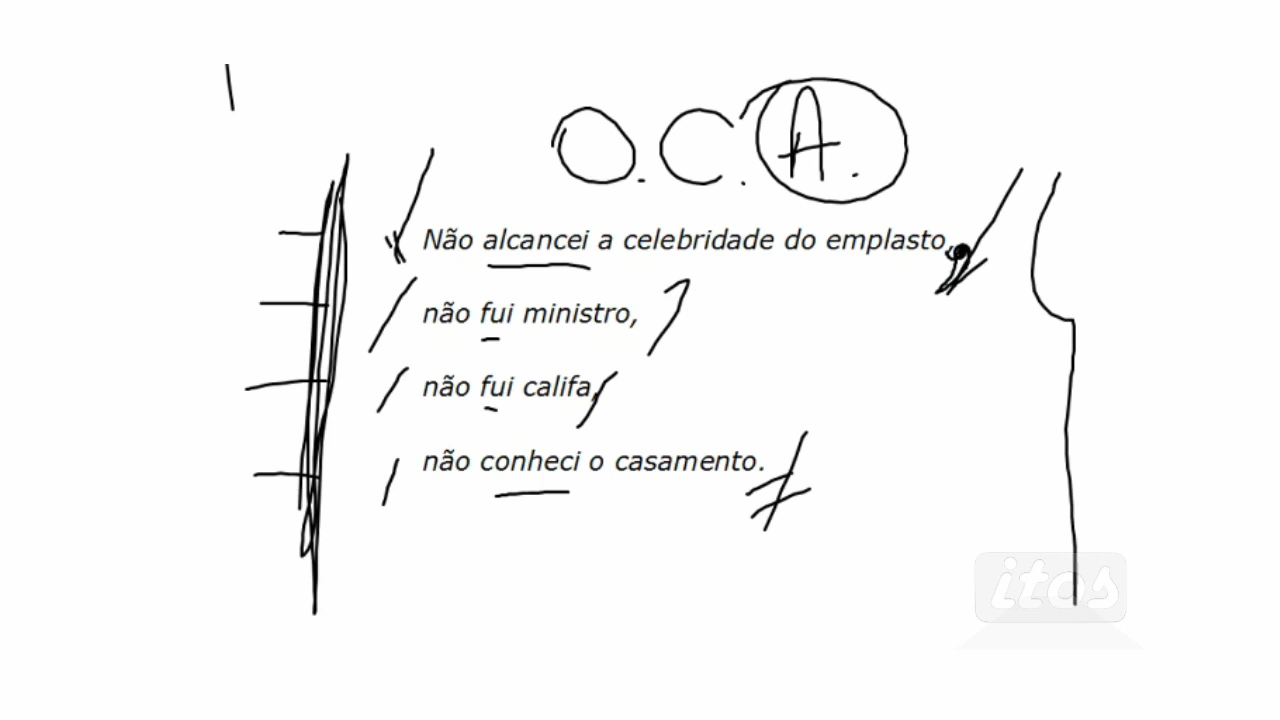 O.C.A.
Não alcancei a celebridade do emplasto,
não fui ministro,
não fui califa,
não conheci o casamento.
itos